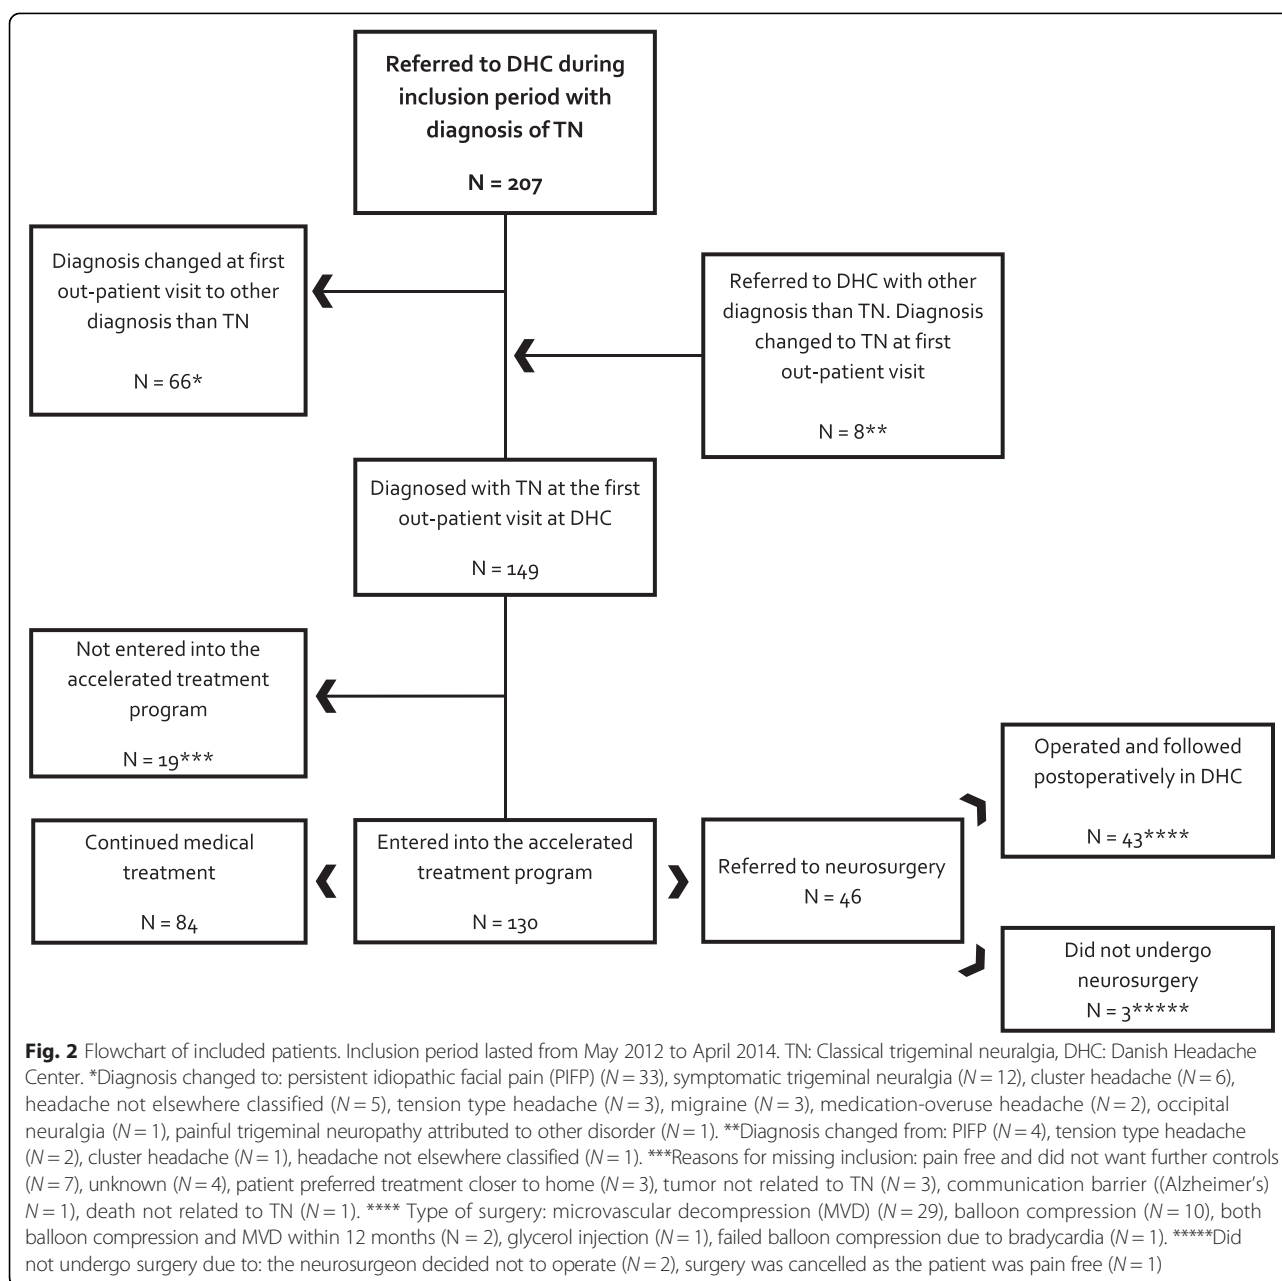 Referred to DHC during
inclusion period with
diagnosis of TN
N = 207
Diagnosis changed at first
out-patient visit to other
diagnosis than TN
N = 66*
Referred to DHC with other
diagnosis than TN. Diagnosis
changed to TN at first
out-patient visit
N = 8**
Diagnosed with TN at the first
out-patient visit at DHC
N = 149
Not entered into the
accelerated treatment
program
N = 19***
Continued medical
treatment
N = 84
Entered into the accelerated
treatment program
N = 130
Referred to neurosurgery
N = 46
Operated and followed
postoperatively in DHC
N = 43****
Did not undergo
neurosurgery
N = 3*****
Fig. 2 Flowchart of included patients. Inclusion period lasted from May 2012 to April 2014. TN: Classical trigeminal neuralgia, DHC: Danish Headache
Center. *Diagnosis changed to: persistent idiopathic facial pain (PIFP) (N = 33), symptomatic trigeminal neuralgia (N = 12), cluster headache (N = 6),
headache not elsewhere classified (N = 5), tension type headache (N = 3), migraine (N = 3), medication-overuse headache (N = 2), occipital
neuralgia (N = 1), painful trigeminal neuropathy attributed to other disorder (N = 1). **Diagnosis changed from: PIFP (N = 4), tension type headache
(N = 2), cluster headache (N = 1), headache not elsewhere classified (N = 1). ***Reasons for missing inclusion: pain free and did not want further controls
(N = 7), unknown (N = 4), patient preferred treatment closer to home (N = 3), tumor not related to TN (N = 3), communication barrier ((Alzheimer's)
N = 1), death not related to TN (N = 1). **** Type of surgery: microvascular decompression (MVD) (N = 29), balloon compression (N = 10), both
balloon compression and MVD within 12 months (N = 2), glycerol injection (N = 1), failed balloon compression due to bradycardia (N = 1). *****Did
not undergo surgery due to: the neurosurgeon decided not to operate (N = 2), surgery was cancelled as the patient was pain free (N = 1)